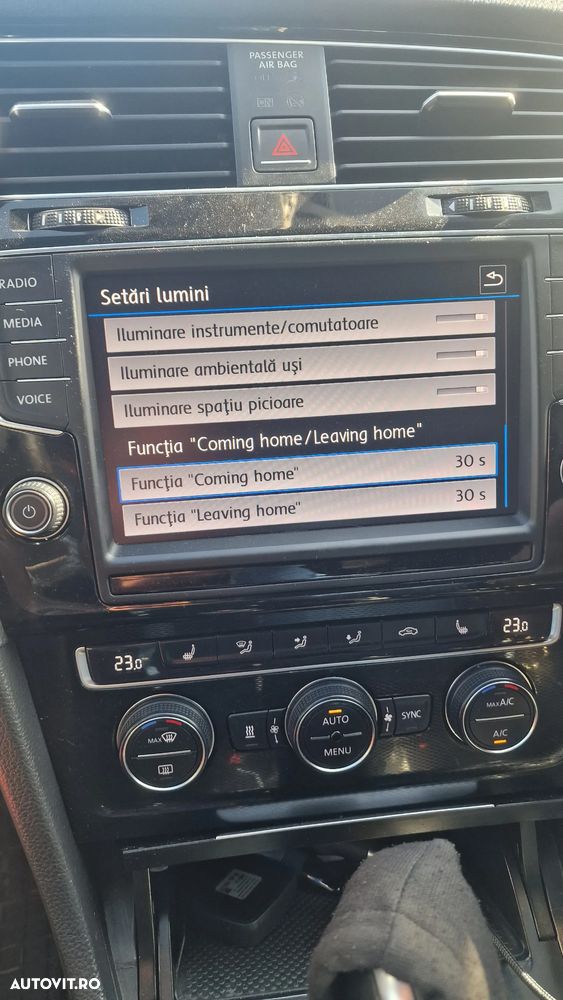 PASSENGER
AIR BAG
OFF
ON
RADIO
MEDIA
PHONE
VOICE
Setări lumini
Iluminare instrumente/comutatoare
Iluminare ambientală uşi
Iluminare spaţiu picioare
Funcţia "Coming home/Leaving home"
Funcţia "Coming home" 30 s
Funcţia "Leaving home" 30 s
23.0
23.0
MAX
AUTO
MENU
SYNC
MAX A/C
A/C
AUTOVIT.RO